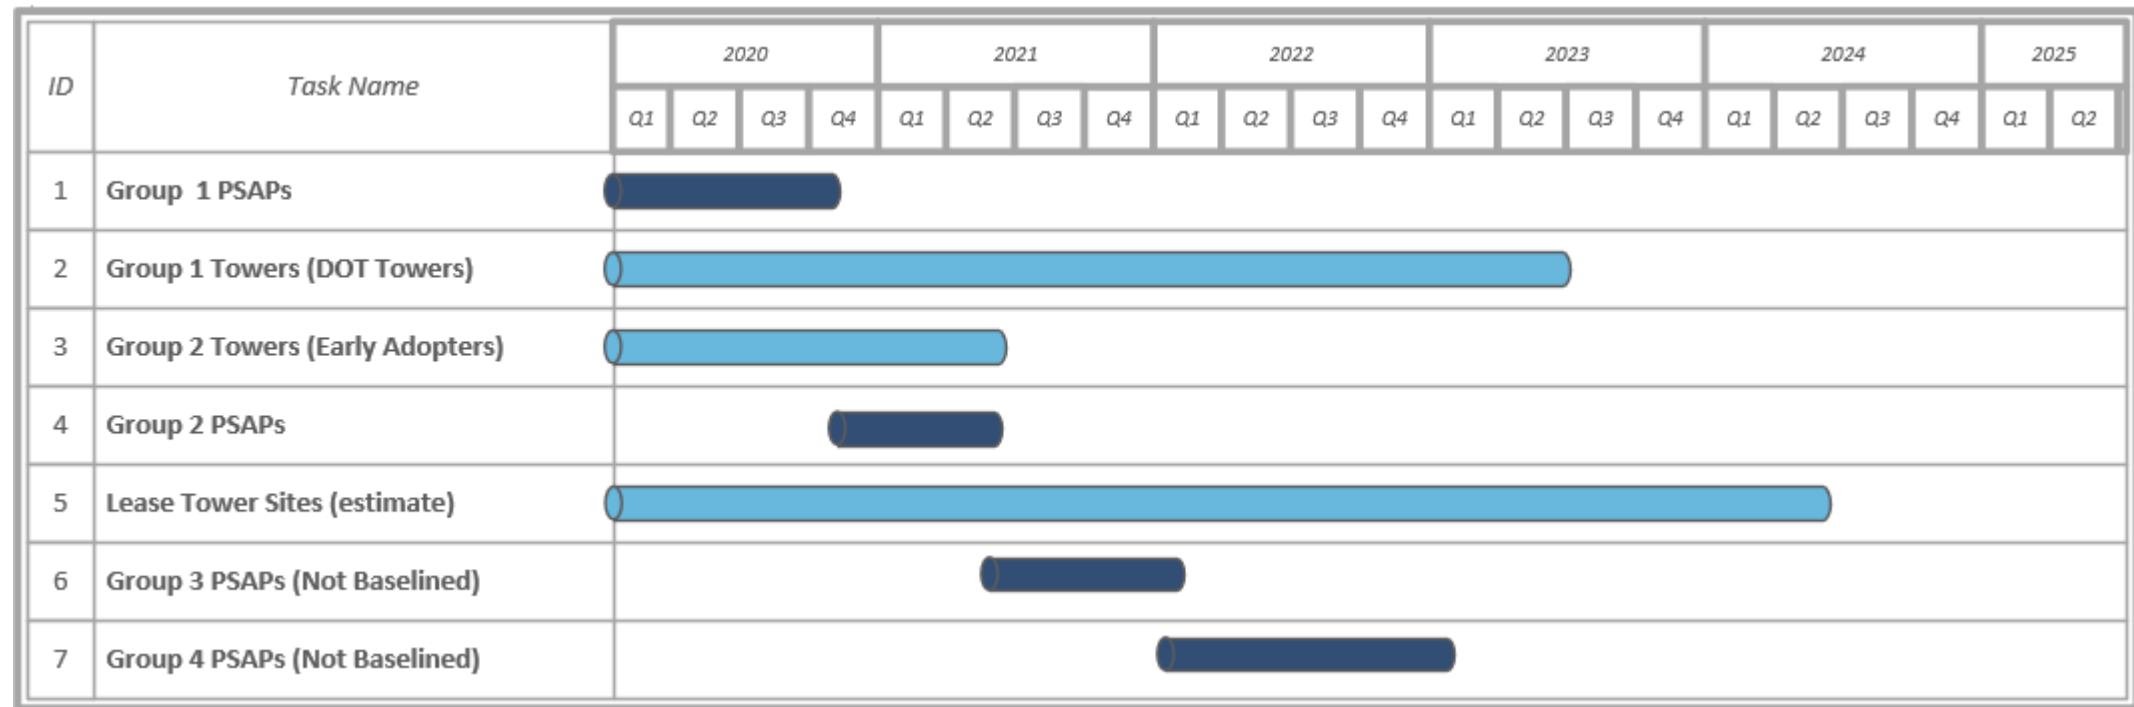 ID Task Name 2020 2021 2022 2023 2024 2025
Q1 Q2 Q3 Q4 Q1 Q2 Q3 Q4 Q1 Q2 Q3 Q4 Q1 Q2 Q3 Q4 Q1 Q2 Q3 Q4 Q1 Q2
1 Group 1 PSAPs
2 Group 1 Towers (DOT Towers)
3 Group 2 Towers (Early Adopters)
4 Group 2 PSAPs
5 Lease Tower Sites (estimate)
6 Group 3 PSAPs (Not Baselined)
7 Group 4 PSAPs (Not Baselined)